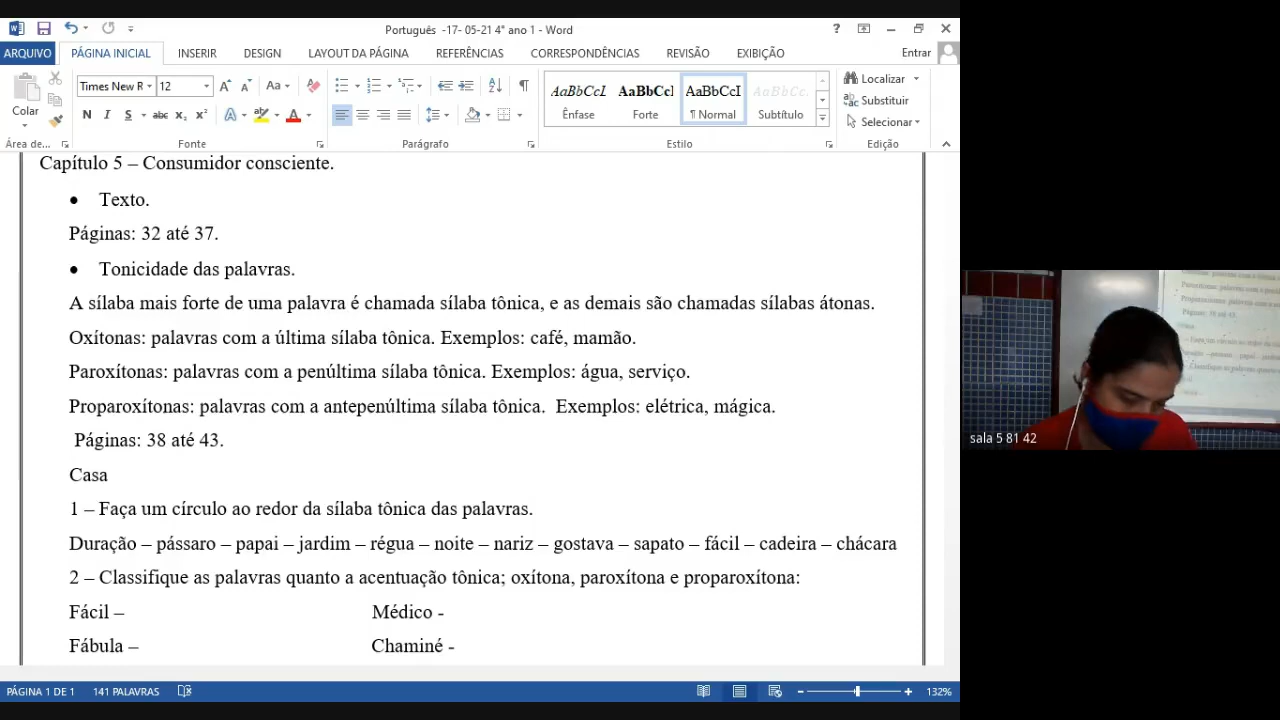 Português -17- 05-21 4° ano 1 - Word
Entrar
ARQUIVO PÁGINA INICIAL INSERIR DESIGN LAYOUT DA PÁGINA REFERÊNCIAS CORRESPONDÊNCIAS REVISÃO EXIBIÇÃO
Times New R 12
Colar
N I S abc x₂ x²
AaBbCcL AaBbCcl AaBbCcI AaBbCc.
Ênfase Forte ¶ Normal Subtítulo
Localizar
Substituir
Selecionar
Área de... Fonte Parágrafo Estilo Edição
Capítulo 5 – Consumidor consciente.
• Texto.
Páginas: 32 até 37.
• Tonicidade das palavras.
A sílaba mais forte de uma palavra é chamada sílaba tônica, e as demais são chamadas sílabas átonas.
Oxítonas: palavras com a última sílaba tônica. Exemplos: café, mamão.
Paroxítonas: palavras com a penúltima sílaba tônica. Exemplos: água, serviço.
Proparoxítonas: palavras com a antepenúltima sílaba tônica. Exemplos: elétrica, mágica.
Páginas: 38 até 43.
Casa
1 – Faça um círculo ao redor da sílaba tônica das palavras.
Duração – pássaro – papai – jardim – régua – noite – nariz – gostava – sapato – fácil – cadeira – chácara
2 – Classifique as palavras quanto a acentuação tônica; oxítona, paroxítona e proparoxítona:
Fácil – Médico -
Fábula – Chaminé -
PÁGINA 1 DE 1 141 PALAVRAS 132%
sala 5 81 42